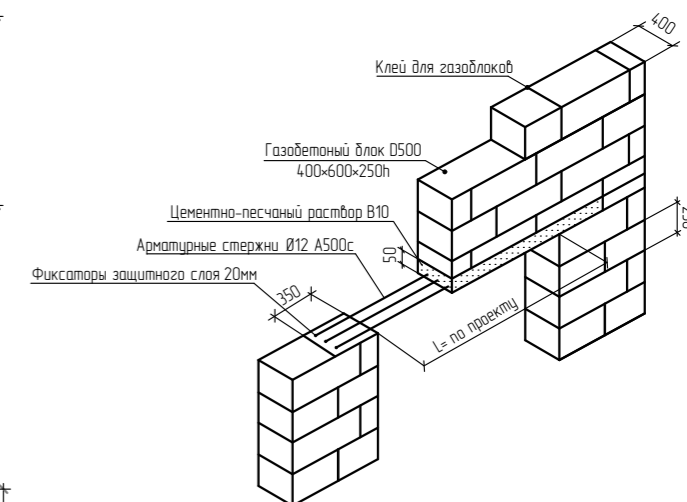 400
Клей для газоблоков
Газобетоный блок D500
400×600×250h
Цементно-песчаный раствор В10
250
Арматурные стержни Ø12 А500с
50
Фиксаторы защитного слоя 20мм
350
L= по проекту